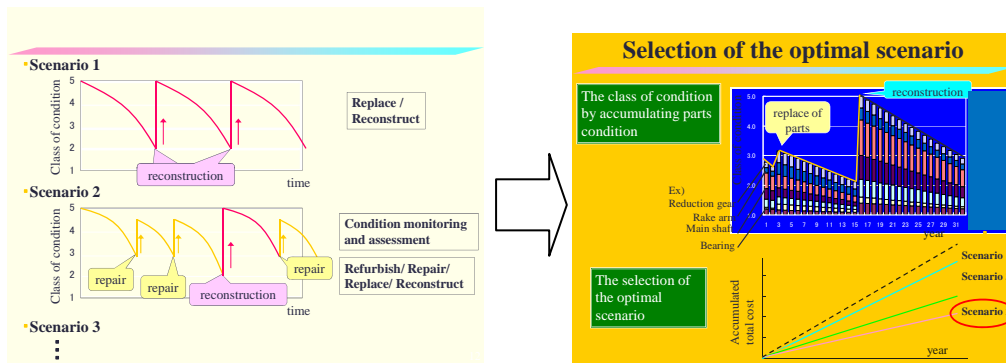 Scenario 1
Class of condition
5
4
3
2
1
reconstruction
time
Replace /
Reconstruct
Scenario 2
Class of condition
5
4
3
2
1
repair
repair
reconstruction
repair
time
Condition monitoring
and assessment
Refurbish/ Repair/
Replace/ Reconstruct
Scenario 3
Selection of the optimal scenario
The class of condition
by accumulating parts
condition
reconstruction
replace of
parts
5.0
4.0
3.0
2.0
1.0
1 3 5 7 9 11 13 15 17 19 21 23 25 27 29 31
year
Ex)
Reduction gea
Rake arm
Main shaft
Bearing
The selection of
the optimal
scenario
Accumulated
total cost
Scenario
Scenario
Scenario
year